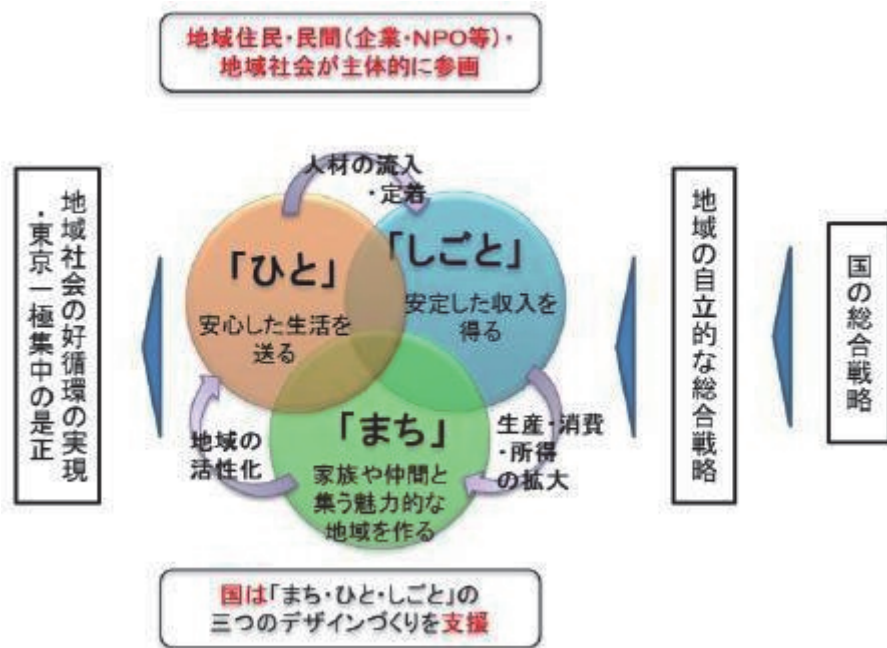 地域住民・民間(企業・NPO等)・
地域社会が主体的に参画
人材の流入
・定着
「ひと」
安心した生活を
送る
「しごと」
安定した収入を
得る
「まち」
家族や仲間と
集う魅力的な
地域を作る
地域の
活性化
生産・消費
・所得
の拡大
国の総合戦略
地域の自立的な総合戦略
地域社会の好循環の実現
・東京一極集中の是正
国は「まち・ひと・しごと」の
三つのデザインづくりを支援